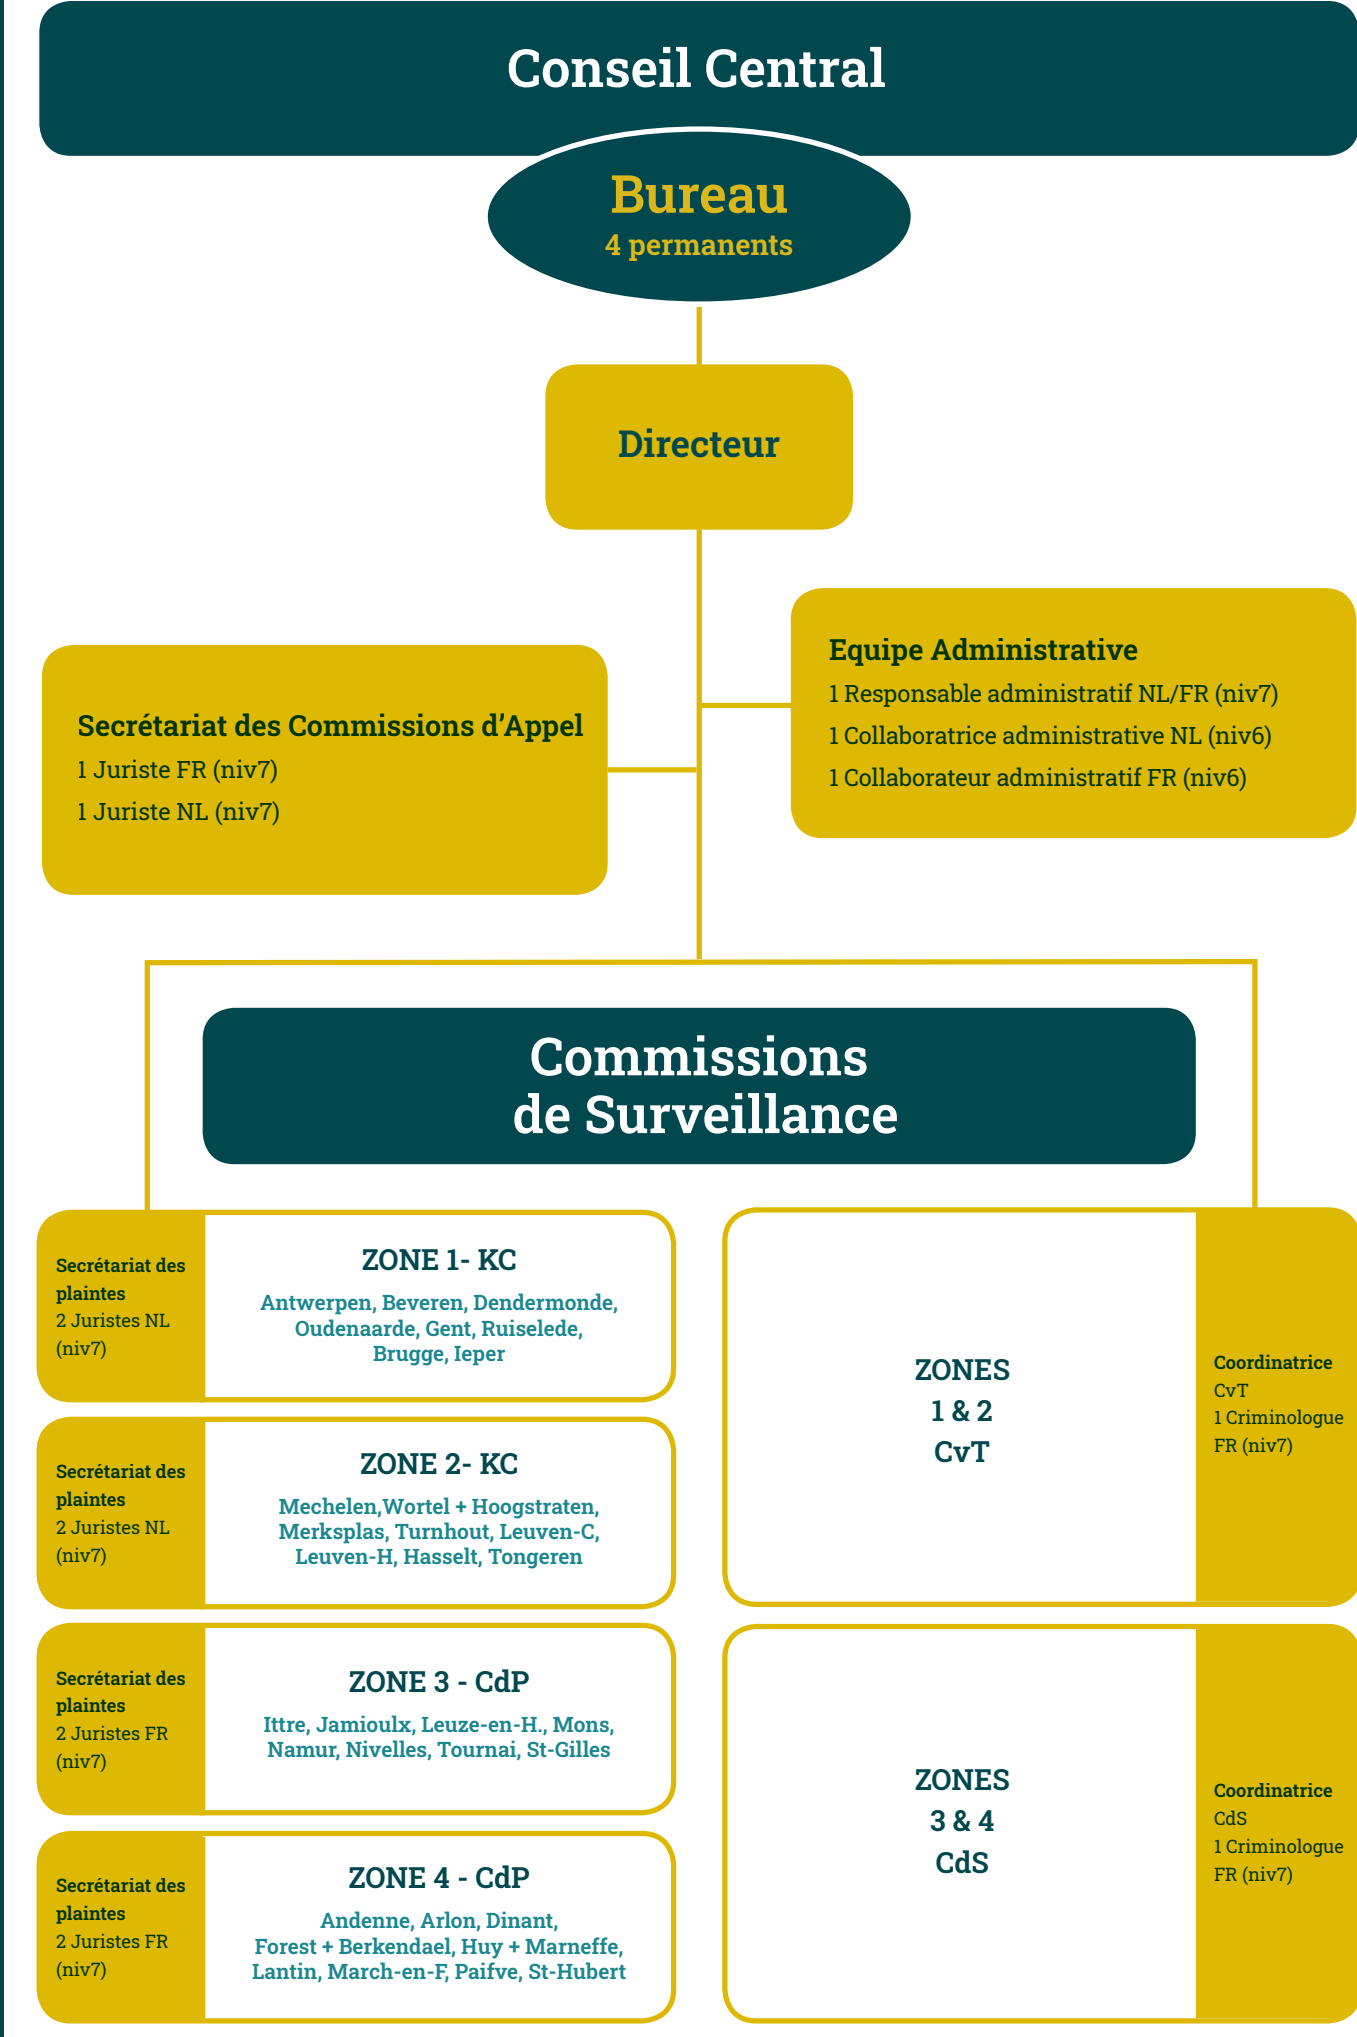 Conseil Central
Bureau
4 permanents
Directeur
Equipe Administrative
1 Responsable administratif NL/FR (niv7)
1 Collaboratrice administrative NL (niv6)
1 Collaborateur administratif FR (niv6)
Secrétariat des Commissions d’Appel
1 Juriste FR (niv7)
1 Juriste NL (niv7)
Commissions
de Surveillance
Secrétariat des
plaintes
2 Juristes NL
(niv7)
ZONE 1- KC
Antwerpen, Beveren, Dendermonde,
Oudenaarde, Gent, Ruiselede,
Brugge, Ieper
Secrétariat des
plaintes
2 Juristes NL
(niv7)
ZONE 2- KC
Mechelen,Wortel + Hoogstraten,
Merksplas, Turnhout, Leuven-C,
Leuven-H, Hasselt, Tongeren
Secrétariat des
plaintes
2 Juristes FR
(niv7)
ZONE 3 - CdP
Ittre, Jamioulx, Leuze-en-H., Mons,
Namur, Nivelles, Tournai, St-Gilles
Secrétariat des
plaintes
2 Juristes FR
(niv7)
ZONE 4 - CdP
Andenne, Arlon, Dinant,
Forest + Berkendael, Huy + Marneffe,
Lantin, March-en-F, Paifve, St-Hubert
ZONES
1 & 2
CvT
Coordinatrice
CvT
1 Criminologue
FR (niv7)
ZONES
3 & 4
CdS
Coordinatrice
CdS
1 Criminologue
FR (niv7)